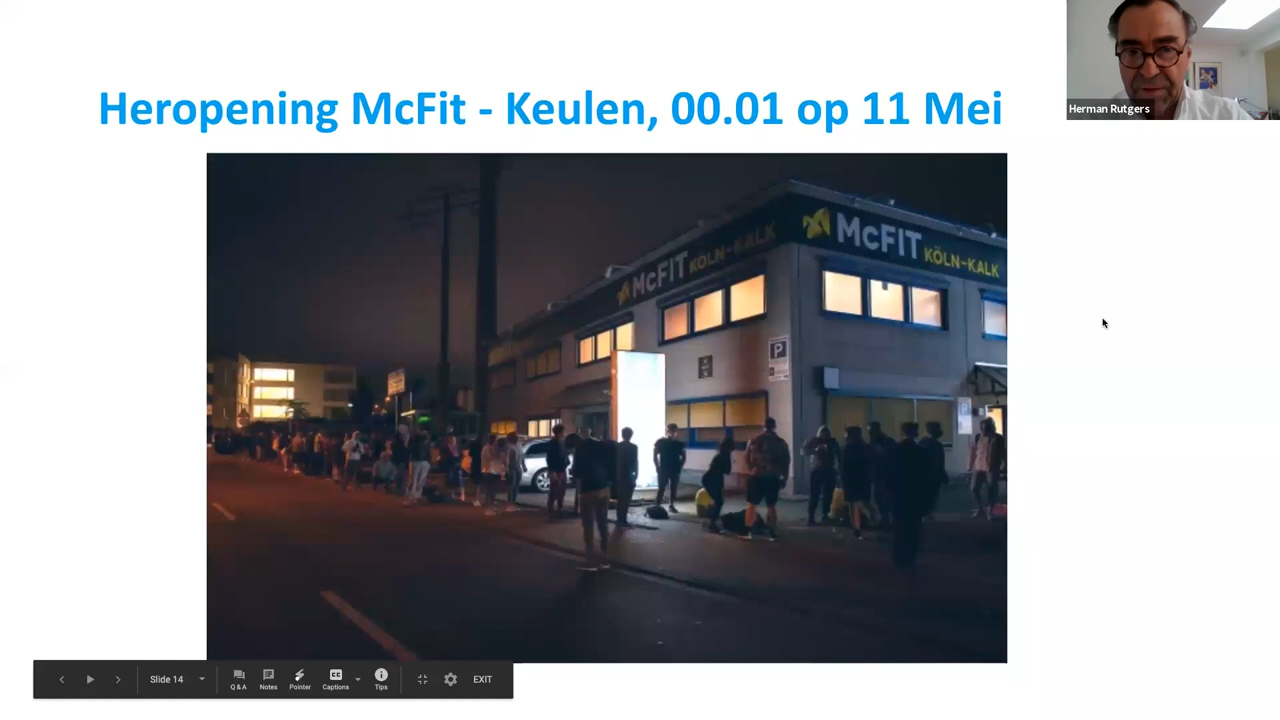 Heropening McFit - Keulen, 00.01 op 11 Mei
Herman Rutgers
McFIT KÖLN-KALK
McFIT KÖLN-KALK
P
P
Slide 14
Q & A
Notes
Pointer
CC
Captions
Tips
EXIT